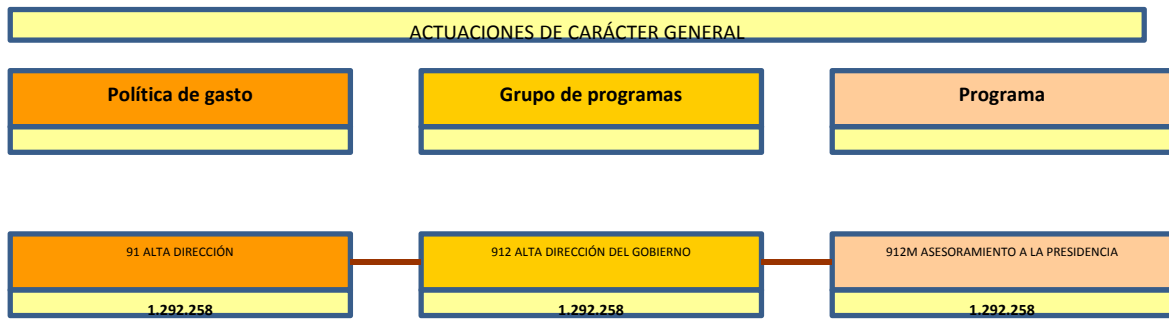 ACTUACIONES DE CARÁCTER GENERAL
Política de gasto
Grupo de programas
Programa
91 ALTA DIRECCIÓN
912 ALTA DIRECCIÓN DEL GOBIERNO
912M ASESORAMIENTO A LA PRESIDENCIA
1.292.258
1.292.258
1.292.258